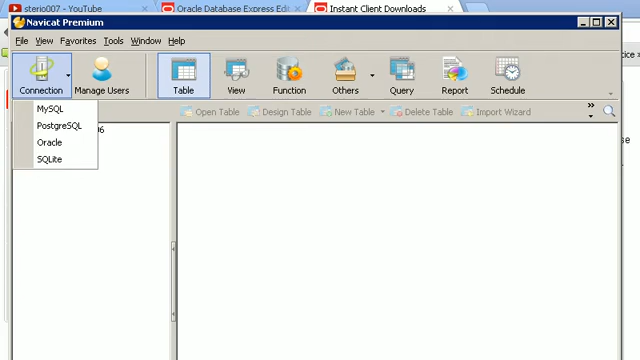 sterio007 - YouTube
Oracle Database Express Edit
Instant Client Downloads
Navicat Premium
File View Favorites Tools Window Help
Connection
Manage Users
Table
View
Function
Others
Query
Report
Schedule
MySQL
PostgreSQL
Oracle
SQLite
Open Table
Design Table
New Table
Delete Table
Import Wizard